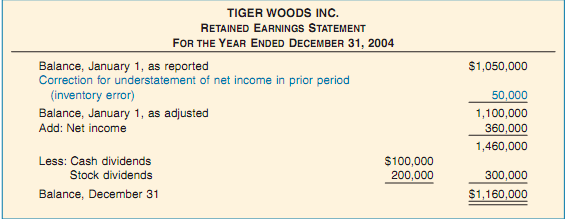 TIGER WOODS INC.
RETAINED EARNINGS STATEMENT
FOR THE YEAR ENDED DECEMBER 31, 2004
Balance, January 1, as reported $1,050,000
Correction for understatement of net income in prior period
(inventory error) 50,000
Balance, January 1, as adjusted 1,100,000
Add: Net income 360,000
1,460,000
Less: Cash dividends $100,000
Stock dividends 200,000 300,000
Balance, December 31 $1,160,000